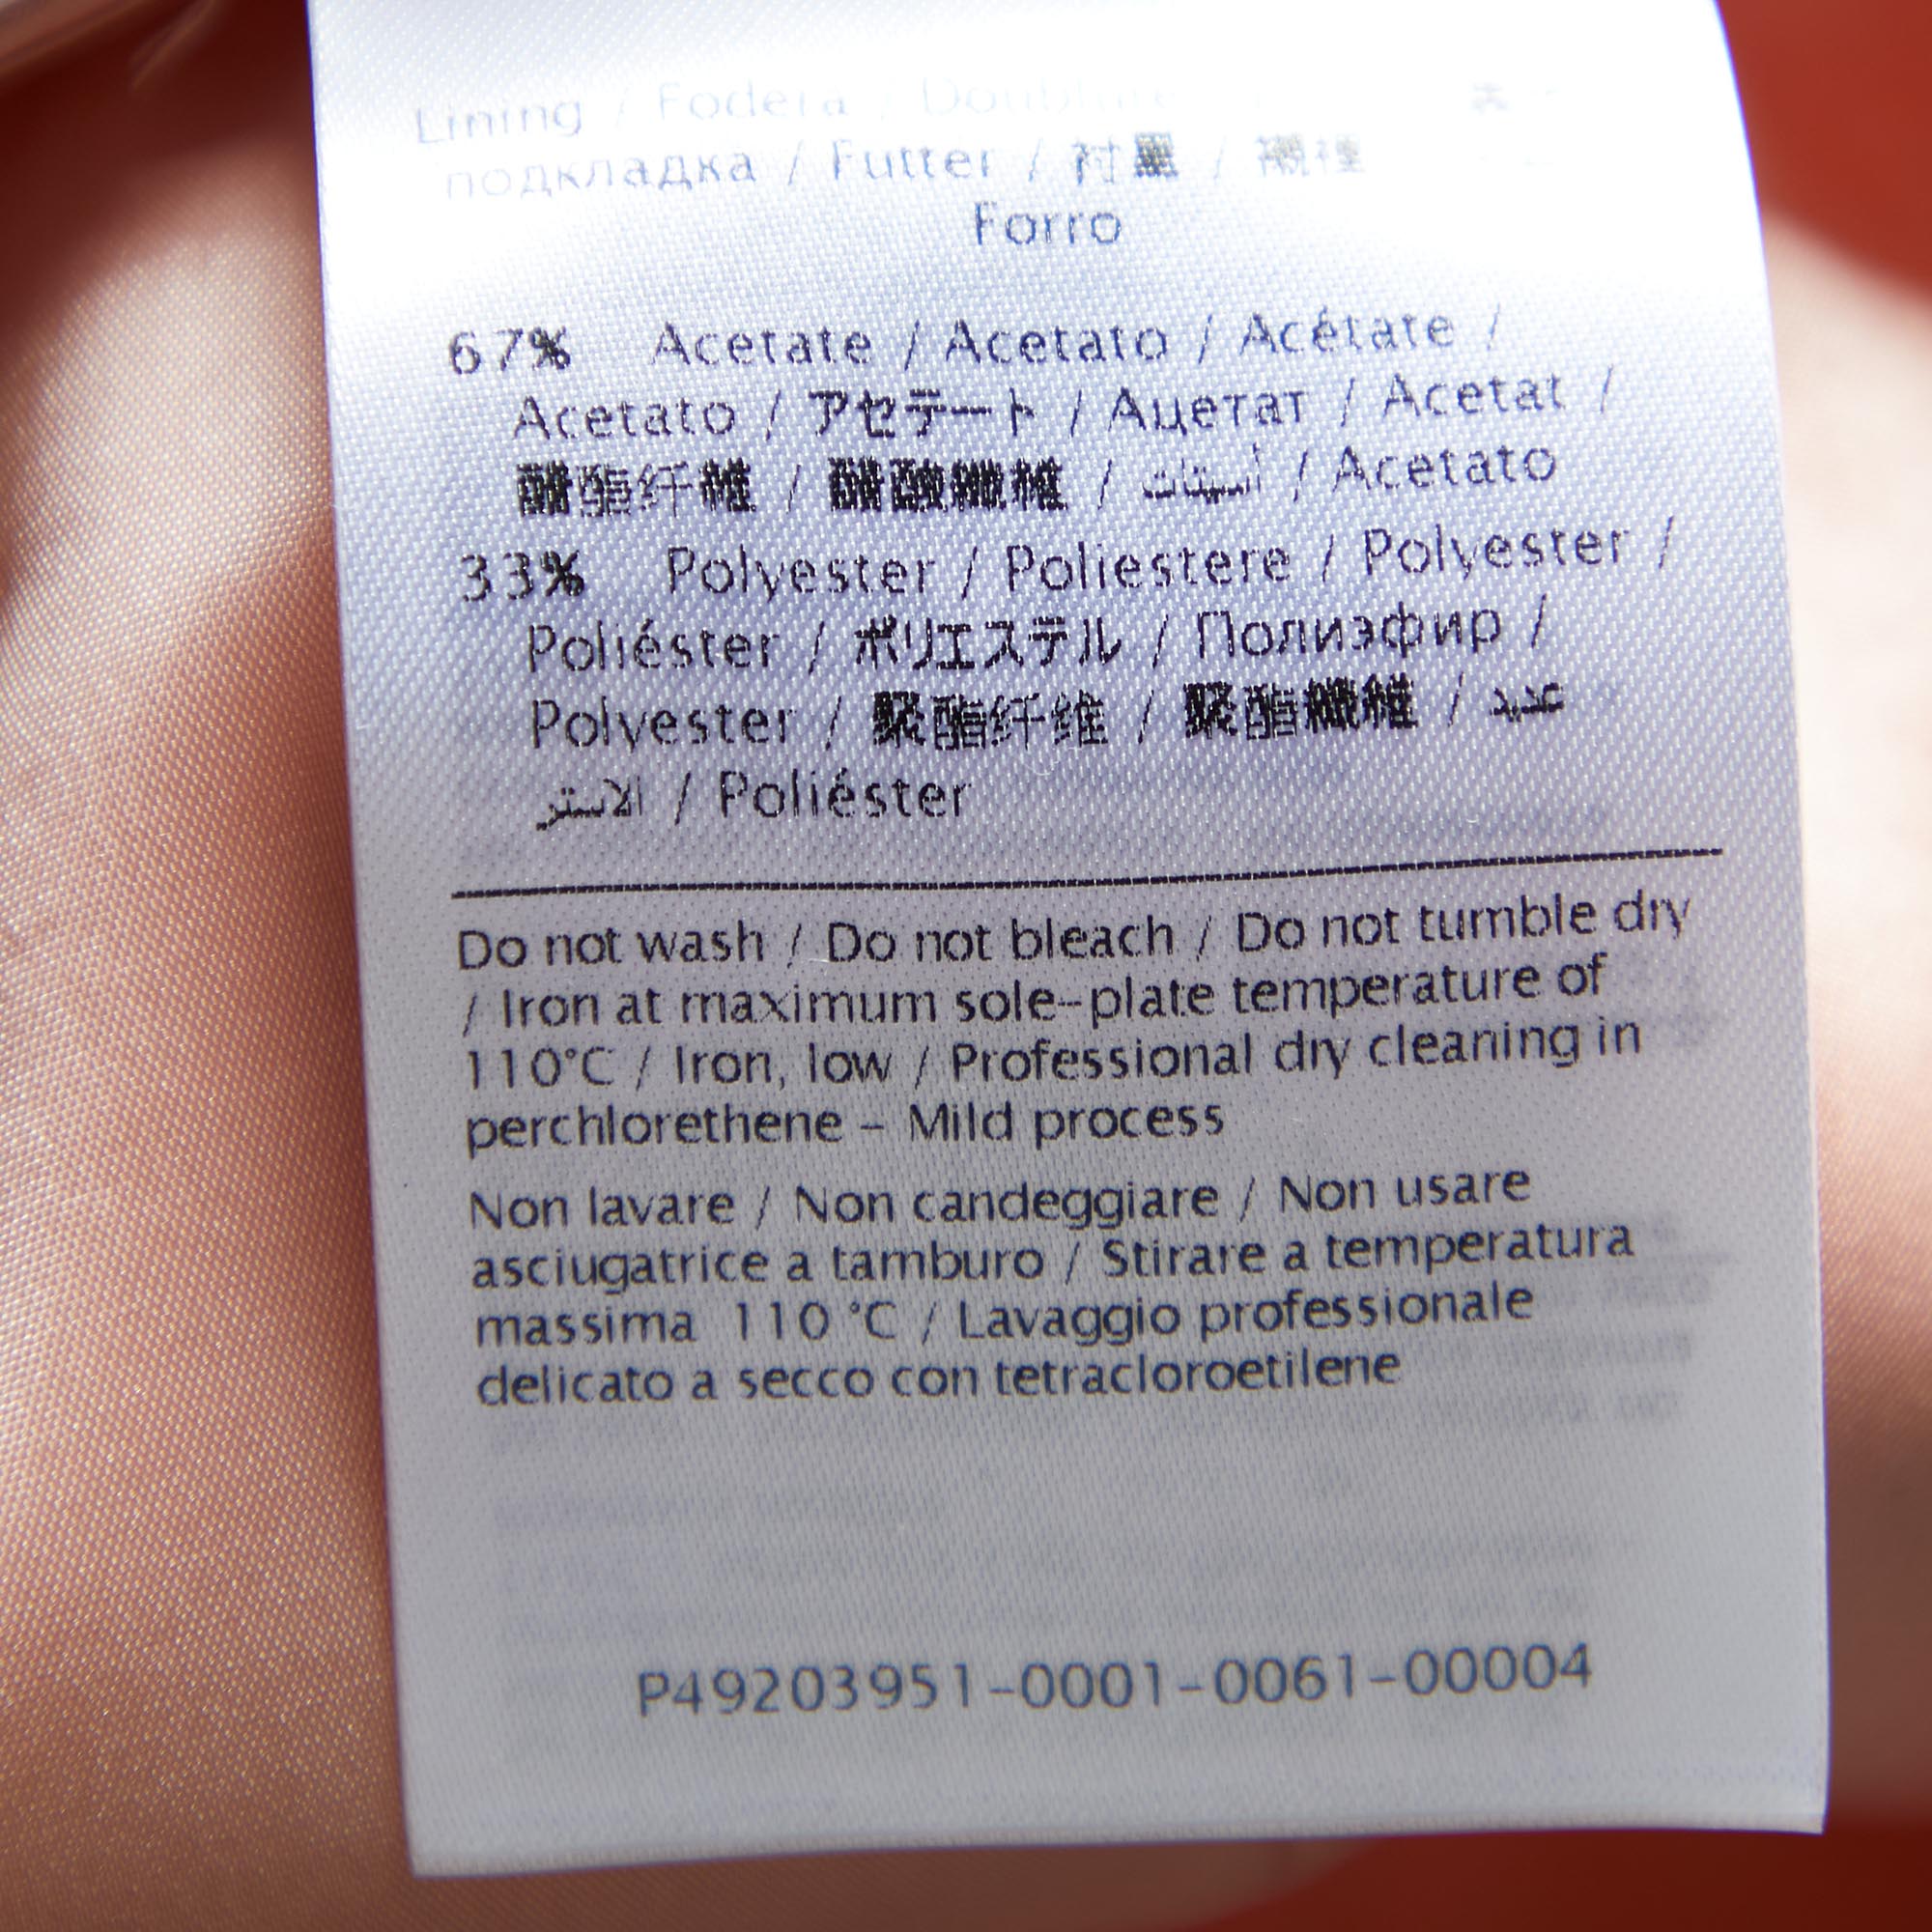 Lining / Fodera / Doublure
подкладка / Futter / 衬里 / 襯裡
Forro
67% Acetate / Acetato / Acétate /
Acetato / アセテート / Ацетат / Acetat /
醋酯纤维 / 醋酸纖維 / أسيتات / Acetato
33% Polyester / Poliestere / Polyester /
Poliéster / ポリエステル / Полиэфир /
Polyester / 聚酯纤维 / 聚酯纖維 / عديد
الاستر / Poliéster
Do not wash / Do not bleach / Do not tumble dry
/ Iron at maximum sole-plate temperature of
110°C / Iron, low / Professional dry cleaning in
perchlorethene - Mild process
Non lavare / Non candeggiare / Non usare
asciugatrice a tamburo / Stirare a temperatura
massima 110 °C / Lavaggio professionale
delicato a secco con tetracloroetilene
P49203951-0001-0061-00004